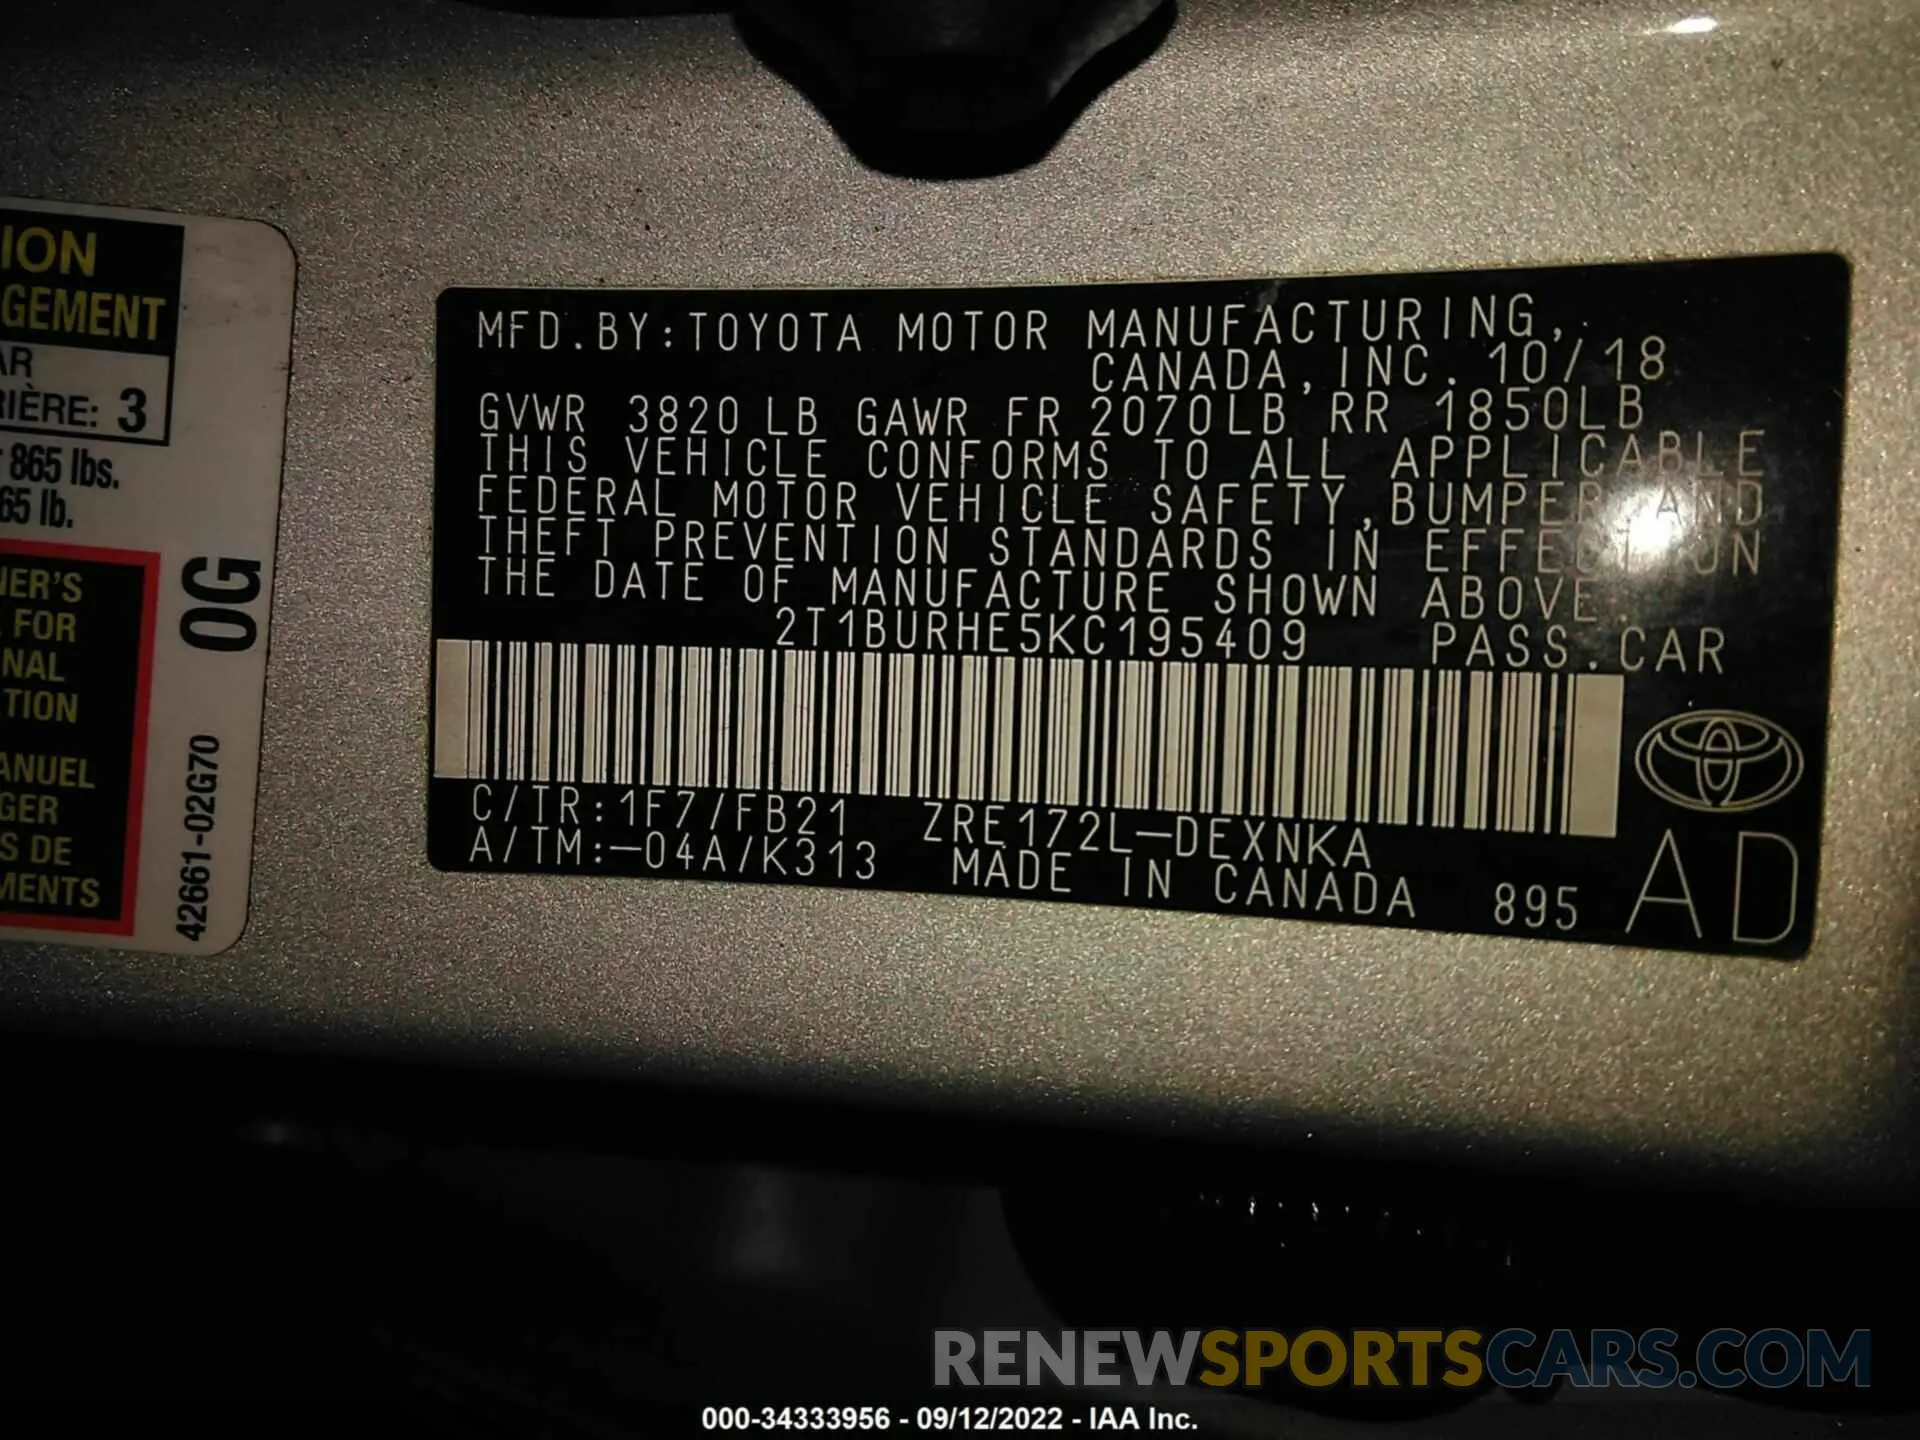 ION
GEMENT
AR
RIÈRE: 3
865 lbs.
65 lb.
NER'S
FOR
NAL
TION
ANUEL
GER
S DE
MENTS
0G
42661-02G70
MFD.BY:TOYOTA MOTOR MANUFACTURING,
CANADA,INC. 10/18
GVWR 3820 LB GAWR FR 2070LB RR 1850LB
THIS VEHICLE CONFORMS TO ALL APPLICABLE
FEDERAL MOTOR VEHICLE SAFETY,BUMPER,AND
THEFT PREVENTION STANDARDS IN EFFECT ON
THE DATE OF MANUFACTURE SHOWN ABOVE.
2T1BURHE5KC195409 PASS.CAR
C/TR:1F7/FB21 ZRE172L-DEXNKA
A/TM:-04A/K313 MADE IN CANADA 895 AD
RENEWSPORTSCARS.COM
000-34333956 - 09/12/2022 - IAA Inc.